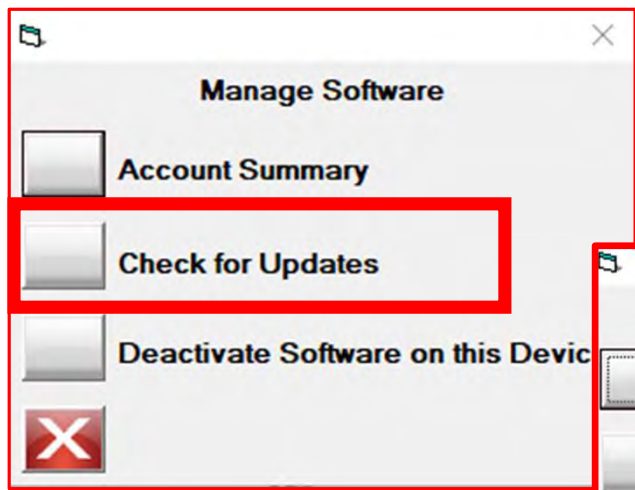 Manage Software
Account Summary
Check for Updates
Deactivate Software on this Devic